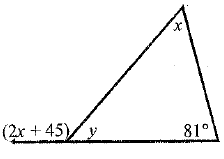 x
(2x + 45) y 81°